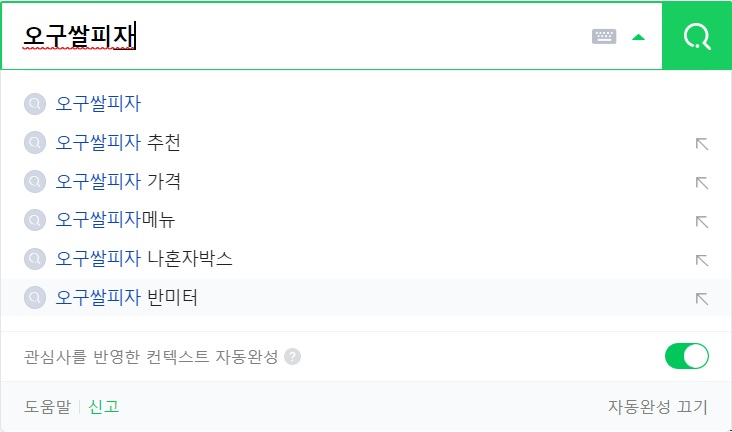 오구쌀피자
오구쌀피자
오구쌀피자 추천
오구쌀피자 가격
오구쌀피자메뉴
오구쌀피자 나혼자박스
오구쌀피자 반미터
관심사를 반영한 컨텍스트 자동완성 ?
도움말 | 신고 자동완성 끄기